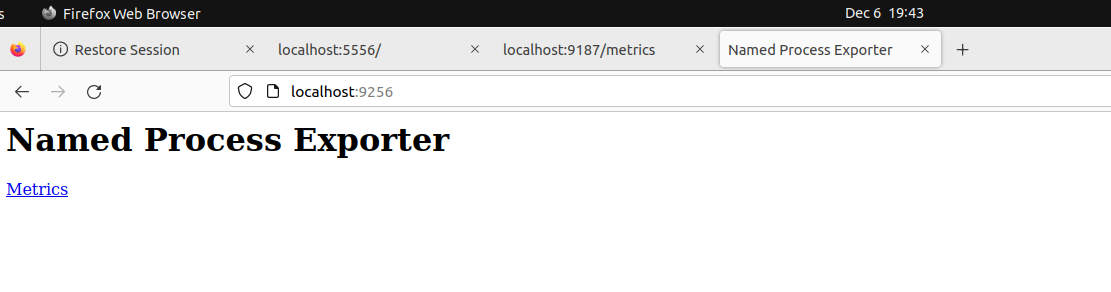 s Firefox Web Browser Dec 6 19:43
Restore Session localhost:5556/ localhost:9187/metrics Named Process Exporter
localhost:9256
Named Process Exporter
Metrics